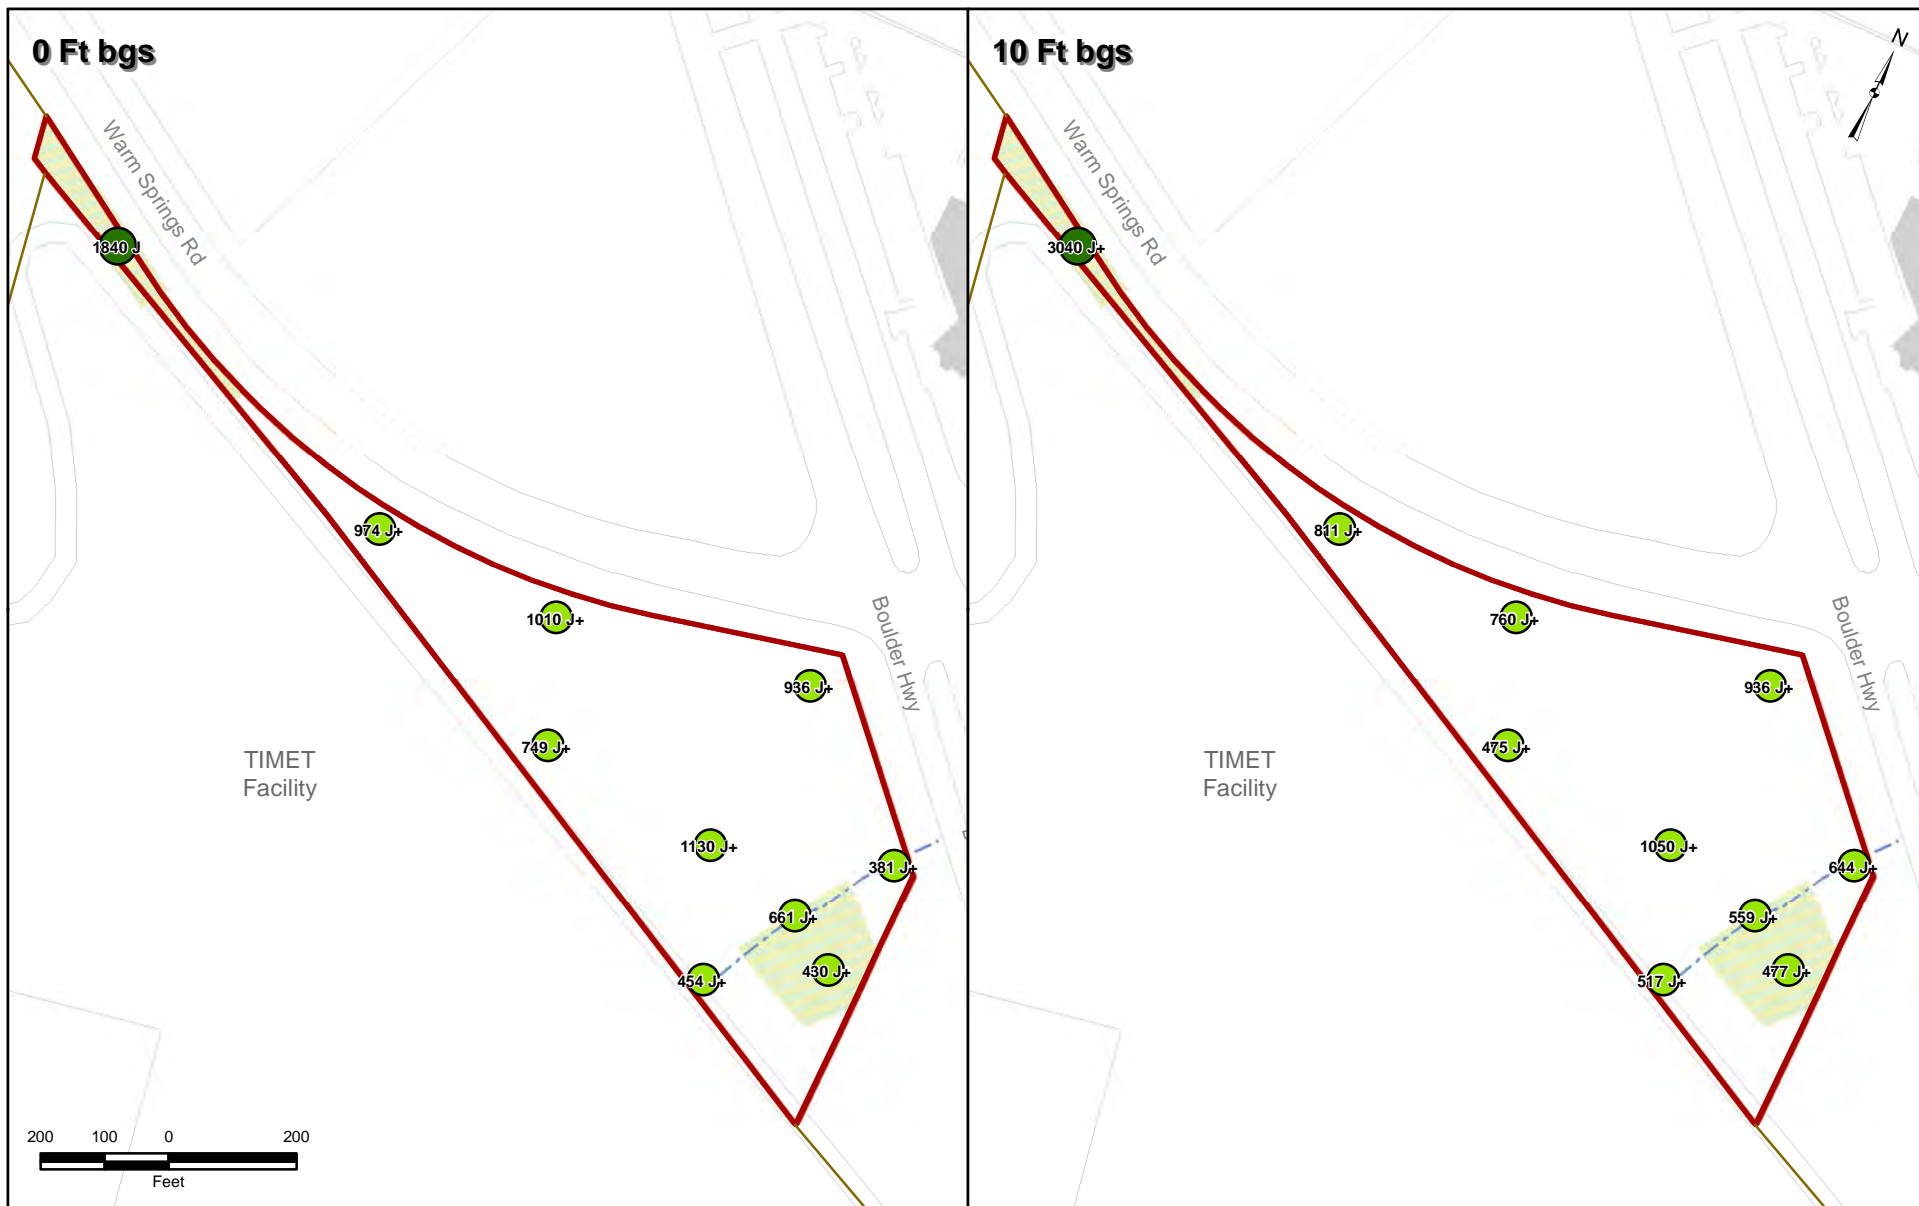 0 Ft bgs
Warm Springs Rd
1840 J
974 J+
1010 J+
936 J+
Boulder Hwy
749 J+
TIMET
Facility
1130 J+
381 J+
661 J+
430 J+
454 J+
200 100 0 200
Feet
10 Ft bgs
N
Warm Springs Rd
3040 J+
811 J+
760 J+
936 J+
Boulder Hwy
475 J+
TIMET
Facility
1050 J+
644 J+
559 J+
477 J+
517 J+